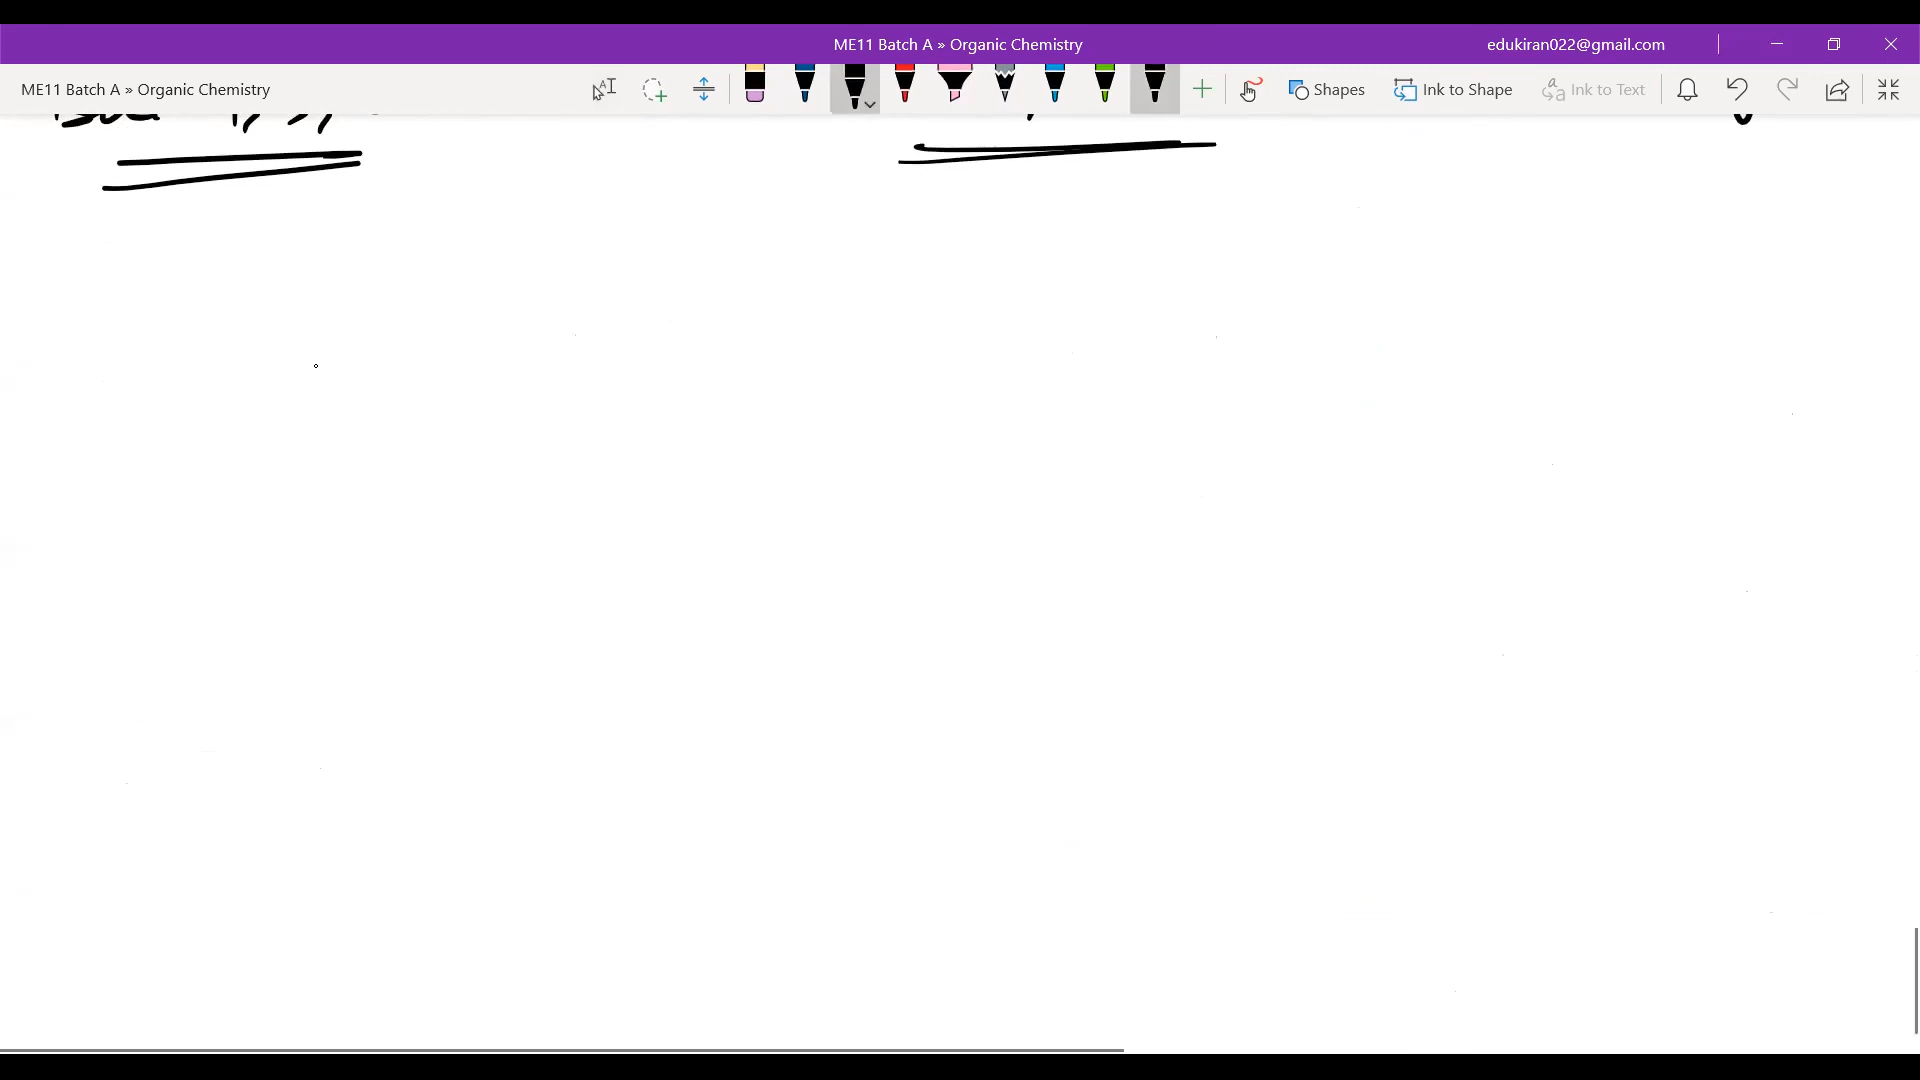 ME11 Batch A » Organic Chemistry
edukiran022@gmail.com
ME11 Batch A » Organic Chemistry
Shapes
Ink to Shape
Ink to Text